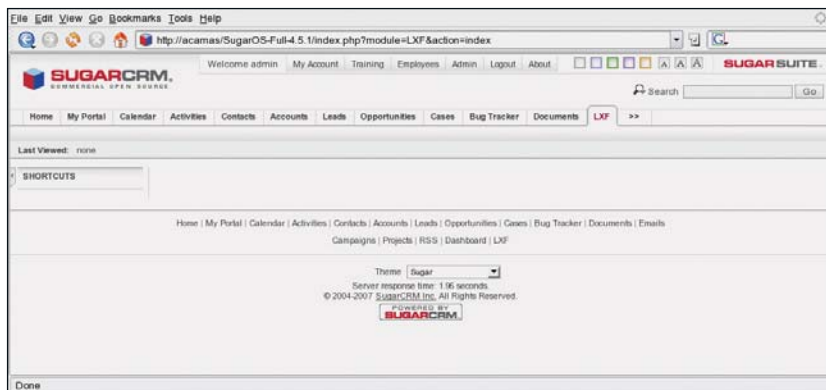 File Edit View Go Bookmarks Tools Help
http://acamas/SugarOS-Full-4.5.1/index.php?module=LXF&action=index
G
Welcome admin My Account Training Employees Admin Logout About A A A SUGARSUITE
SUGARCRM.
COMMERCIAL OPEN SOURCE
Search Go
Home My Portal Calendar Activities Contacts Accounts Leads Opportunities Cases Bug Tracker Documents LXF >>
Last Viewed: none
SHORTCUTS
Home | My Portal | Calendar | Activities | Contacts | Accounts | Leads | Opportunities | Cases | Bug Tracker | Documents | Emails
Campaigns | Projects | RSS | Dashboard | LXF
Theme Sugar
Server response time: 1.96 seconds.
© 2004-2007 SugarCRM Inc. All Rights Reserved.
POWERED BY
SUGARCRM.
Done